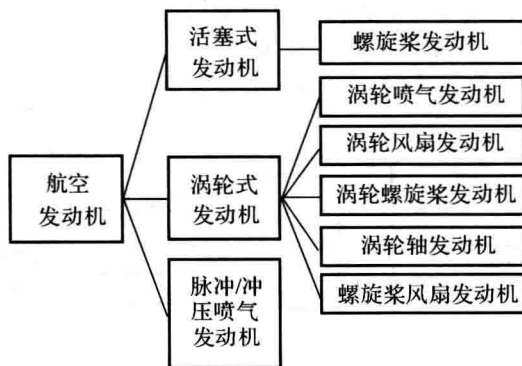 航空
发动机
活塞式
发动机
涡轮式
发动机
脉冲/冲
压喷气
发动机
螺旋桨发动机
涡轮喷气发动机
涡轮风扇发动机
涡轮螺旋桨发动机
涡轮轴发动机
螺旋桨风扇发动机